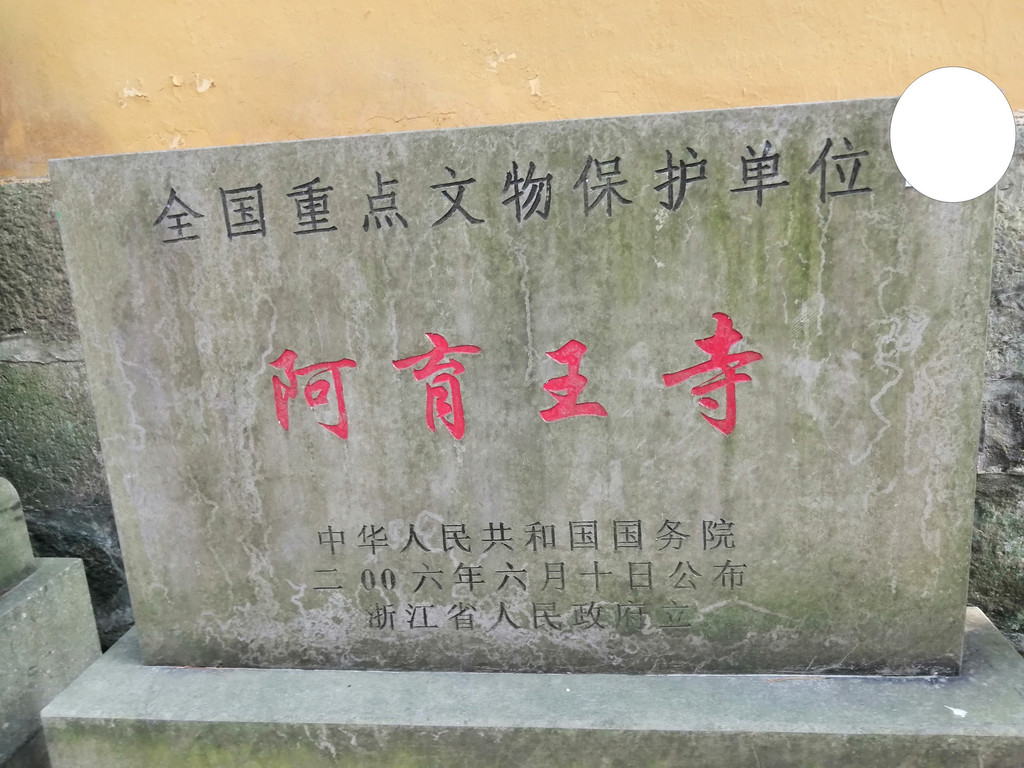 全国重点文物保护单位
阿育王寺
中华人民共和国国务院
二00六年六月十日公布
浙江省人民政府立